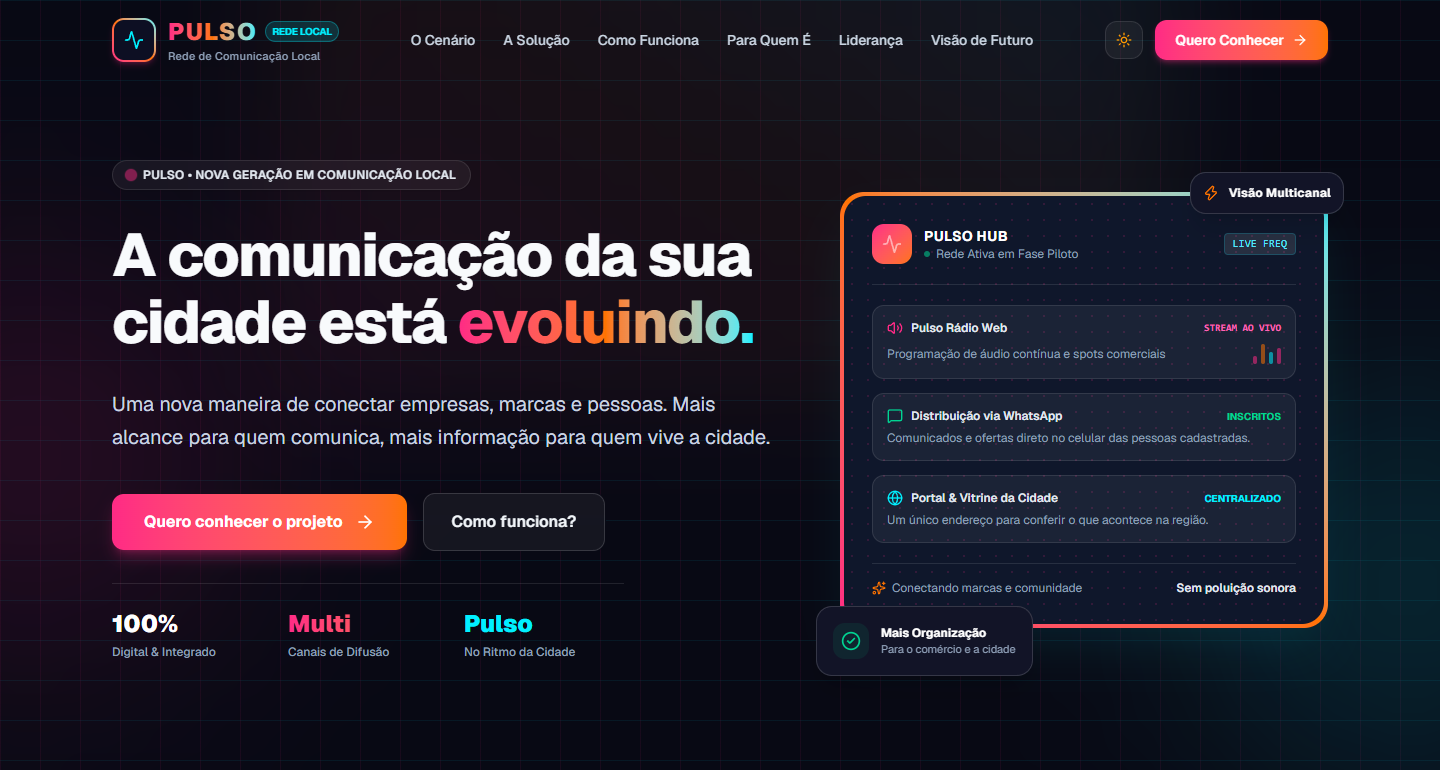 PULSO REDE LOCAL
Rede de Comunicação Local
O Cenário A Solução Como Funciona Para Quem É Liderança Visão de Futuro
Quero Conhecer
PULSO • NOVA GERAÇÃO EM COMUNICAÇÃO LOCAL
A comunicação da sua
cidade está evoluindo.
Uma nova maneira de conectar empresas, marcas e pessoas. Mais
alcance para quem comunica, mais informação para quem vive a cidade.
Quero conhecer o projeto Como funciona?
100% Multi Pulso
Digital & Integrado Canais de Difusão No Ritmo da Cidade
Visão Multicanal
PULSO HUB
Rede Ativa em Fase Piloto
LIVE FREQ
Pulso Rádio Web STREAM AO VIVO
Programação de áudio contínua e spots comerciais
Distribuição via WhatsApp INSCRITOS
Comunicados e ofertas direto no celular das pessoas cadastradas.
Portal & Vitrine da Cidade CENTRALIZADO
Um único endereço para conferir o que acontece na região.
Conectando marcas e comunidade Sem poluição sonora
Mais Organização
Para o comércio e a cidade